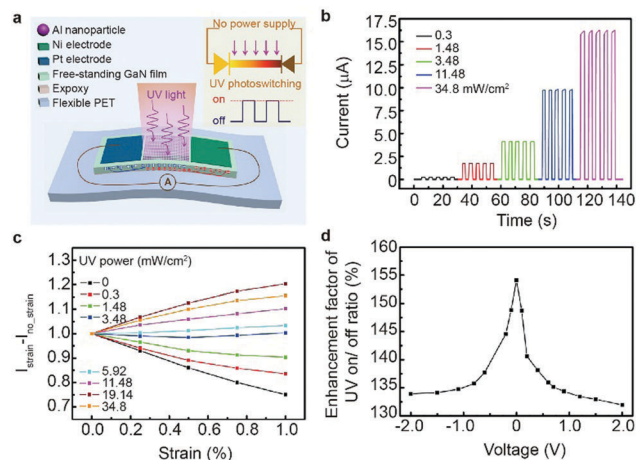 a
Al nanoparticle
Ni electrode
Pt electrode
Free-standing GaN film
Expoxy
Flexible PET
No power supply
UV photoswitching
on
off
UV light
A
b
Current (μA)
17.5
15.0
12.5
10.0
7.5
5.0
2.5
0.0
0.3
1.48
3.48
11.48
34.8 mW/cm²
0 20 40 60 80 100 120 140
Time (s)
c
I strain-I no_strain
1.3
1.2
1.1
1.0
0.9
0.8
0.7
UV power (mW/cm²)
0
0.3
1.48
3.48
5.92
11.48
19.14
34.8
0.0 0.2 0.4 0.6 0.8 1.0
Strain (%)
d
Enhancement factor of
UV on/ off ratio (%)
160
155
150
145
140
135
130
-2.0 -1.0 0 1.0 2.0
Voltage (V)